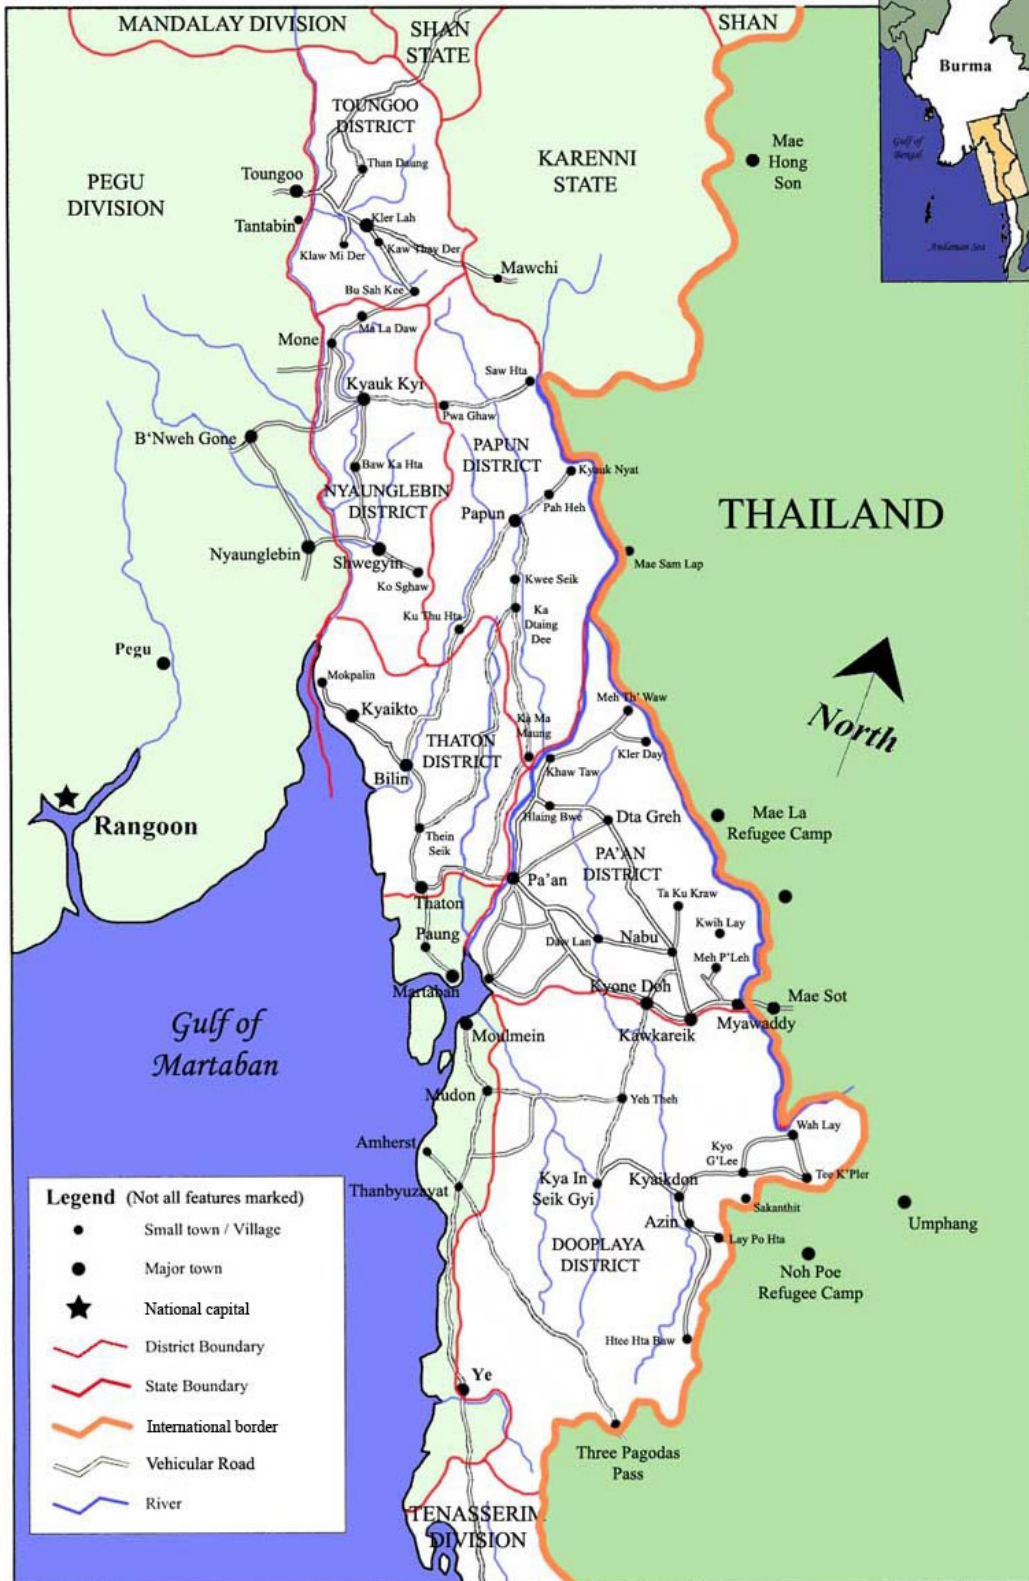 MANDALAY DIVISION
SHAN
STATE
SHAN
Burma
Gulf of
Bengal
Andaman Sea
TOUNGOO
DISTRICT
Mae
Hong
Son
KARENNI
STATE
PEGU
DIVISION
Than Daung
Toungoo
Tantabin
Kler Lah
Klaw Mi Der
Kaw Thay Der
Mawchi
Bu Sah Kee
Ma La Daw
Mone
Saw Hta
Kyauk Kyi
Pwa Ghaw
B'Nweh Gone
PAPUN
DISTRICT
Baw Ka Hta
Kyauk Nyat
NYAUNGLEBIN
DISTRICT
Pah Heh
Papun
THAILAND
Nyaunglebin
Shwegyin
Mae Sam Lap
Ko Sghaw
Kwee Seik
Ku Thu Hta
Ka
Dtaing
Dee
Pegu
Mokpalin
Kyaikto
Meh Th' Waw
North
Ka Ma
Maung
THATON
DISTRICT
Kler Day
Bilin
Khaw Taw
Rangoon
Hlaing Bwe
Dta Greh
Mae La
Refugee Camp
Thein
Seik
PA'AN
DISTRICT
Pa'an
Ta Ku Kraw
Thaton
Kwih Lay
Paung
Daw Lan
Nabu
Meh P'Leh
Martaban
Kyone Doh
Mae Sot
Gulf of
Martaban
Moulmein
Kawkareik
Myawaddy
Mudon
Yeh Theh
Wah Lay
Amherst
Kyo
G'Lee
Thanbyuzayat
Kya In
Seik Gyi
Kyaikdon
Tee K'Pler
Sakanthit
Umphang
Azin
Lay Po Hta
DOOPLAYA
DISTRICT
Noh Poe
Refugee Camp
Htee Hta Baw
Ye
Three Pagodas
Pass
TENASSERIM
DIVISION
Legend (Not all features marked)
Small town / Village
Major town
National capital
District Boundary
State Boundary
International border
Vehicular Road
River